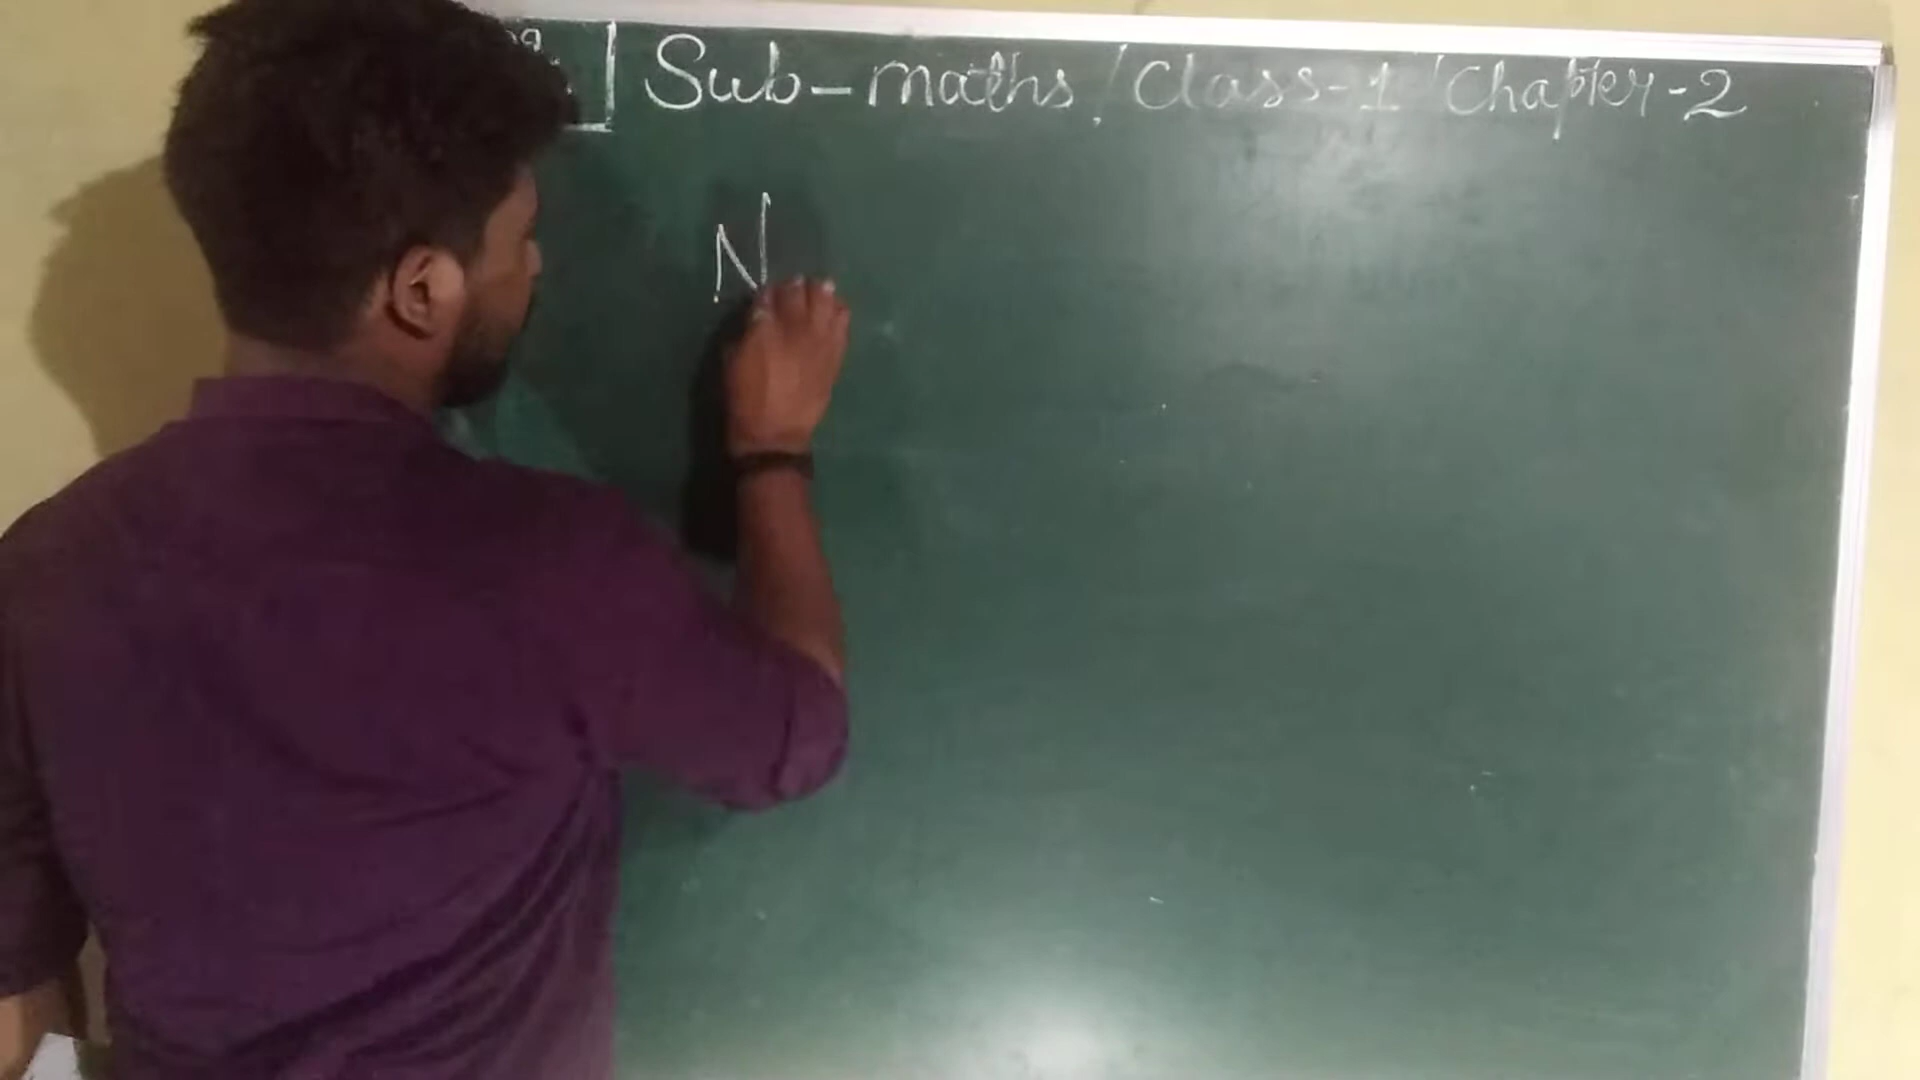 Sub-maths / Class-1 / Chapter-2
N